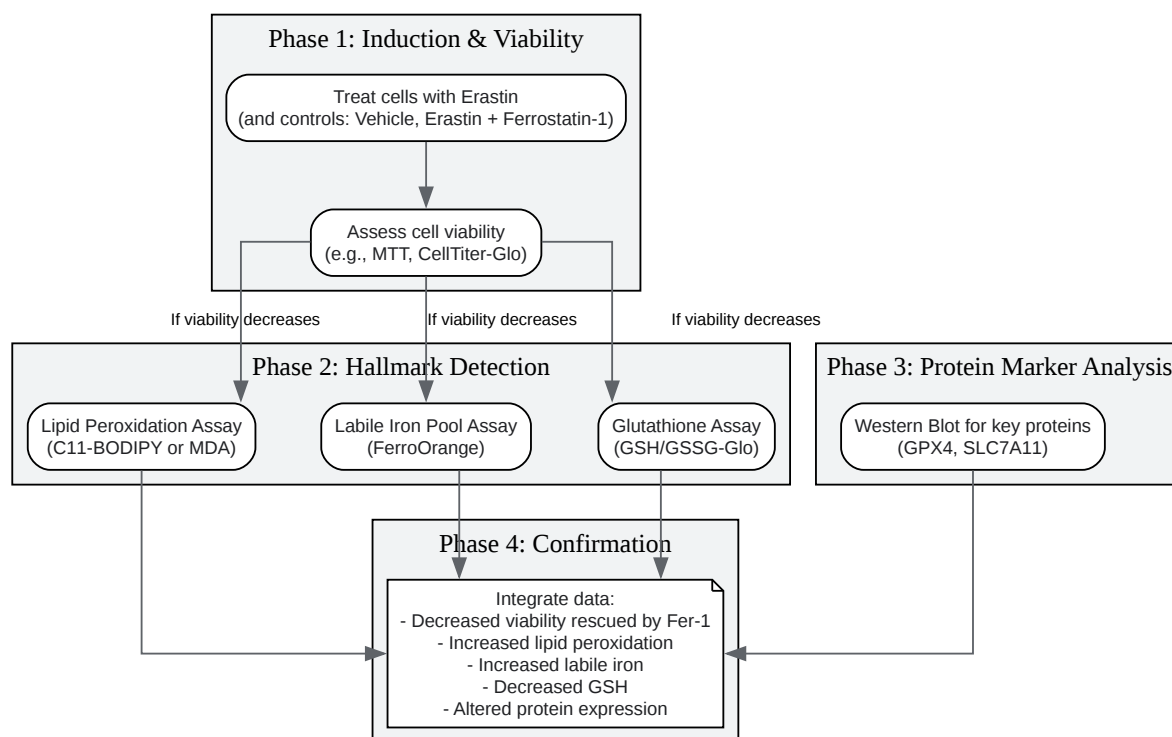 Phase 1: Induction & Viability
Treat cells with Erastin
(and controls: Vehicle, Erastin + Ferrostatin-1)
Assess cell viability
(e.g., MTT, CellTiter-Glo)
If viability decreases
If viability decreases
If viability decreases
Phase 2: Hallmark Detection
Lipid Peroxidation Assay
(C11-BODIPY or MDA)
Labile Iron Pool Assay
(FerroOrange)
Glutathione Assay
(GSH/GSSG-Glo)
Phase 3: Protein Marker Analysis
Western Blot for key proteins
(GPX4, SLC7A11)
Phase 4: Confirmation
Integrate data:
- Decreased viability rescued by Fer-1
- Increased lipid peroxidation
- Increased labile iron
- Decreased GSH
- Altered protein expression